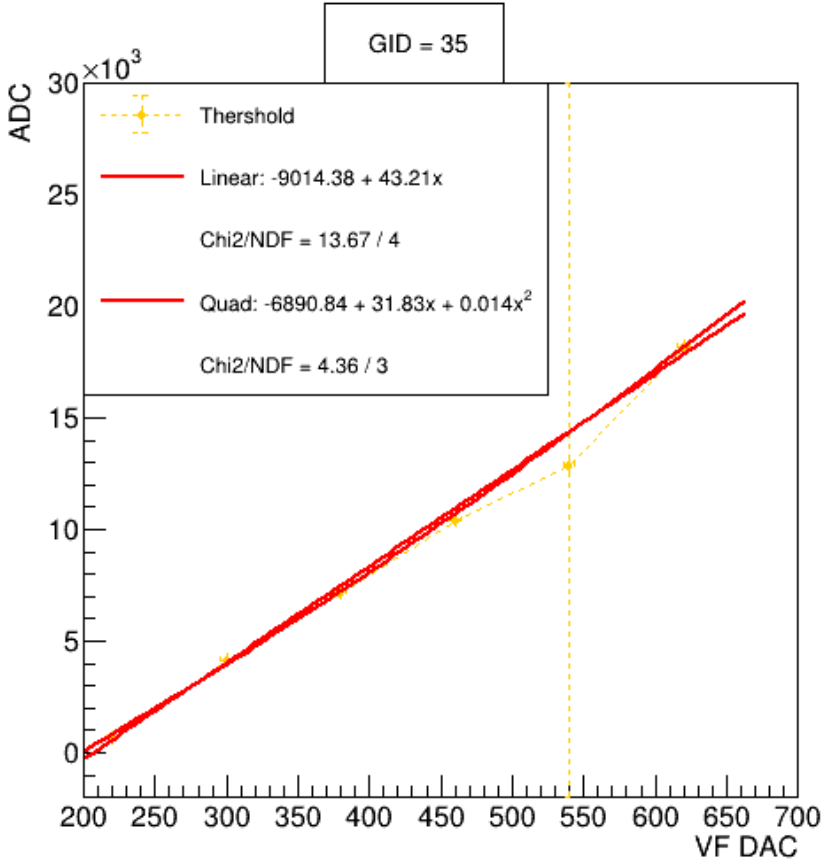 GID = 35
×10³
ADC
30
25
20
15
10
5
0
Thershold
Linear: -9014.38 + 43.21x
Chi2/NDF = 13.67 / 4
Quad: -6890.84 + 31.83x + 0.014x²
Chi2/NDF = 4.36 / 3
200 250 300 350 400 450 500 550 600 650 700
VF DAC